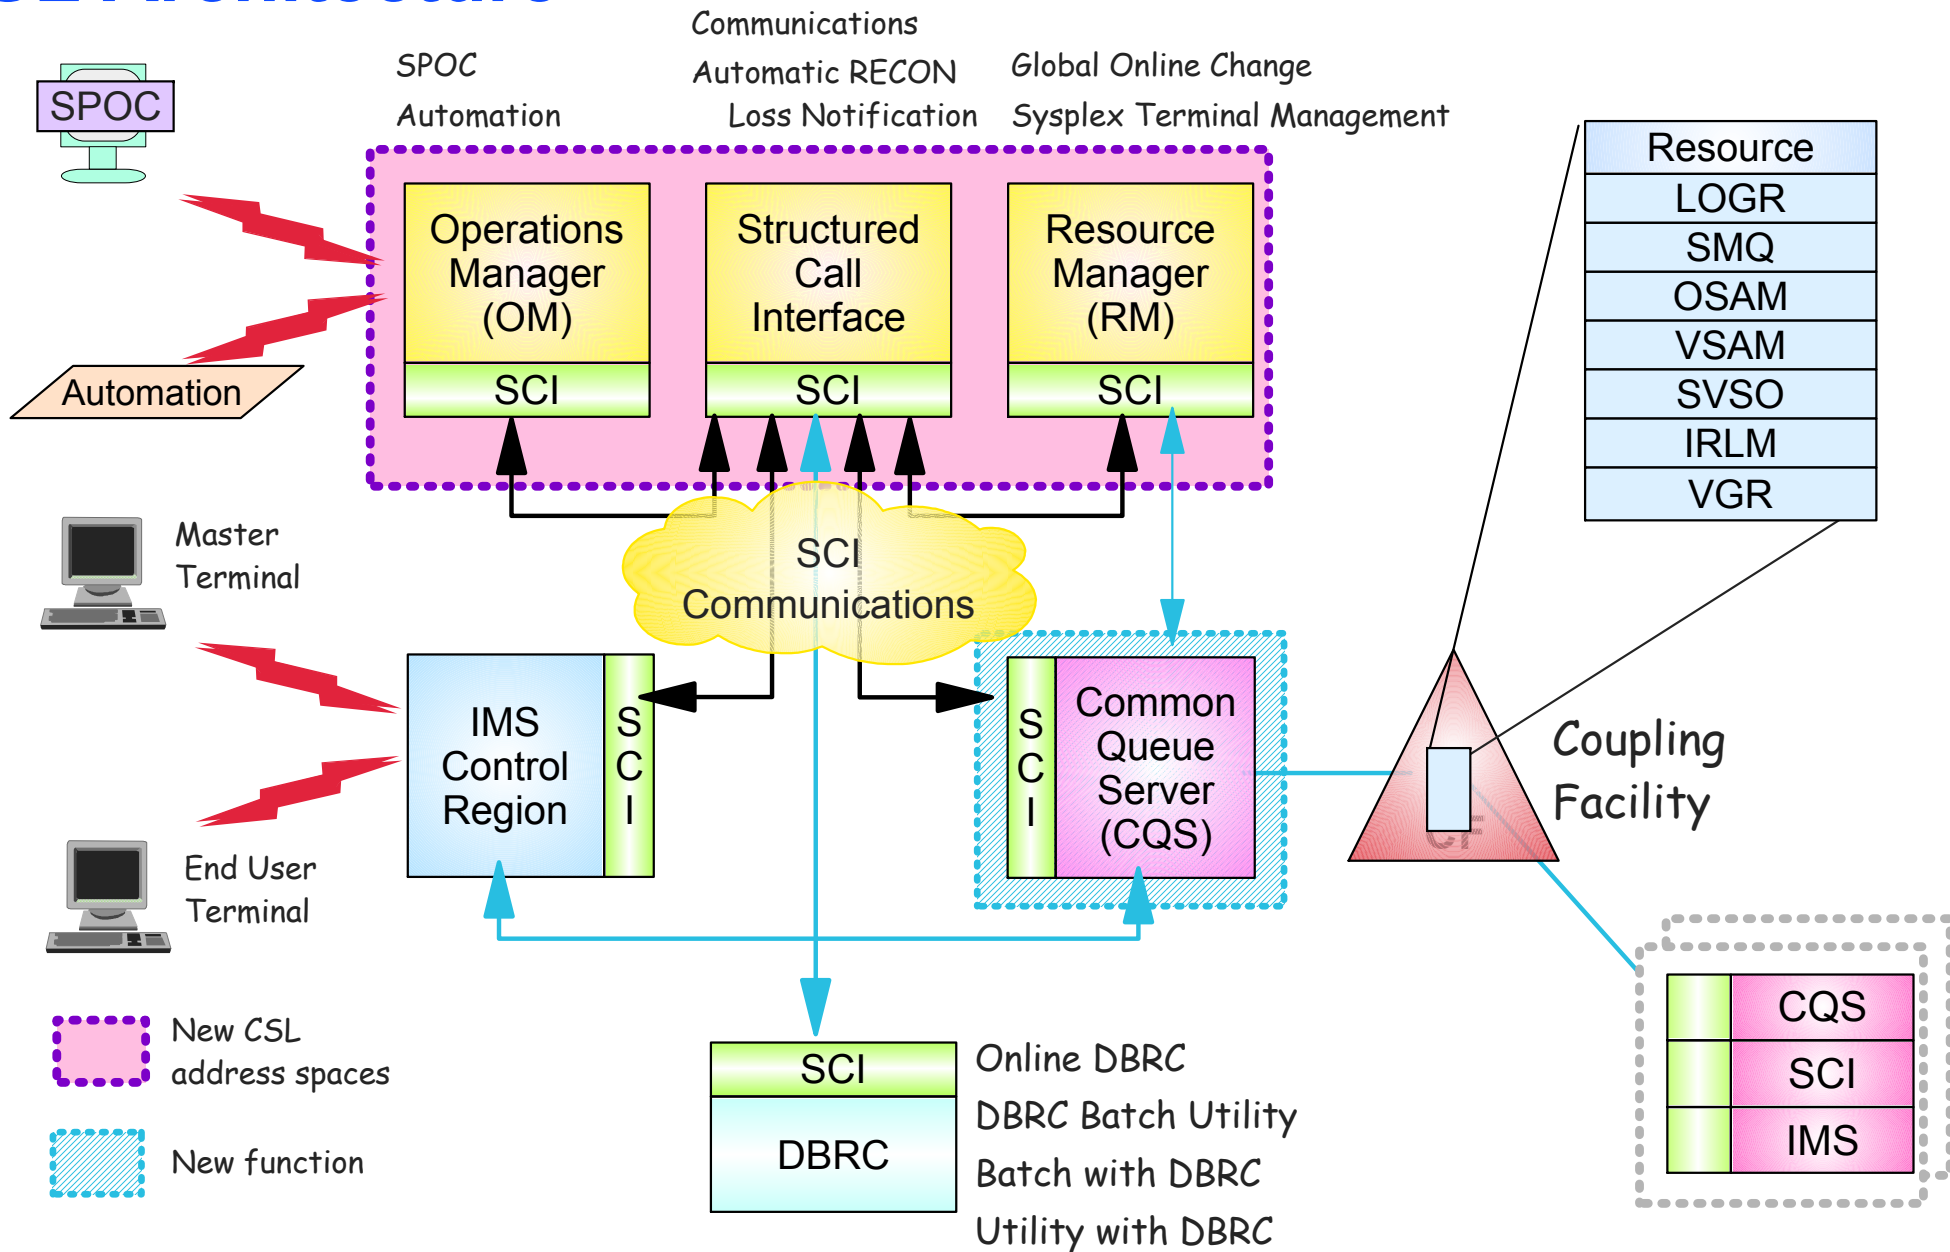 CSL Architecture
Communications
SPOC
Automatic RECON
Global Online Change
Automation
Loss Notification
Sysplex Terminal Management
SPOC
Automation
Operations
Manager
(OM)
SCI
Structured
Call
Interface
SCI
Resource
Manager
(RM)
SCI
Resource
LOGR
SMQ
OSAM
VSAM
SVSO
IRLM
VGR
Master
Terminal
SCI
Communications
IMS
Control
Region
S
C
I
S
C
I
Common
Queue
Server
(CQS)
Coupling
Facility
CF
End User
Terminal
CQS
SCI
IMS
New CSL
address spaces
New function
SCI
DBRC
Online DBRC
DBRC Batch Utility
Batch with DBRC
Utility with DBRC